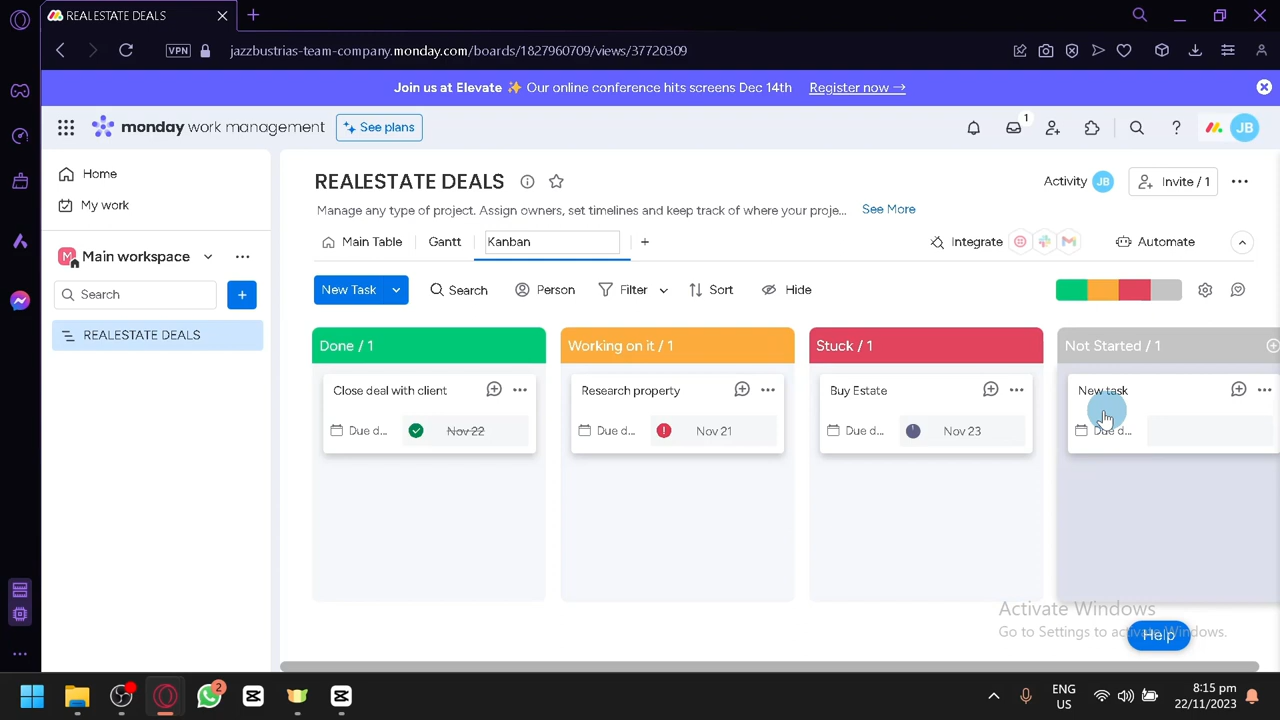 REALESTATE DEALS
VPN
jazzbustrias-team-company.monday.com/boards/1827960709/views/37720309
Join us at Elevate ✨ Our online conference hits screens Dec 14th Register now →
monday work management See plans
1
JB
Home
My work
M Main workspace
Search
+
REALESTATE DEALS
REALESTATE DEALS
Activity JB Invite / 1
Manage any type of project. Assign owners, set timelines and keep track of where your proje... See More
Main Table Gantt Kanban + Integrate Automate
New Task Search Person Filter Sort Hide
Done / 1 Working on it / 1 Stuck / 1 Not Started / 1
Close deal with client Research property Buy Estate New task
Due d... Nov 22 Due d... Nov 21 Due d... Nov 23 Due d...
Activate Windows
Go to Settings to activate Windows.
Help
2
ENG
US
8:15 pm
22/11/2023